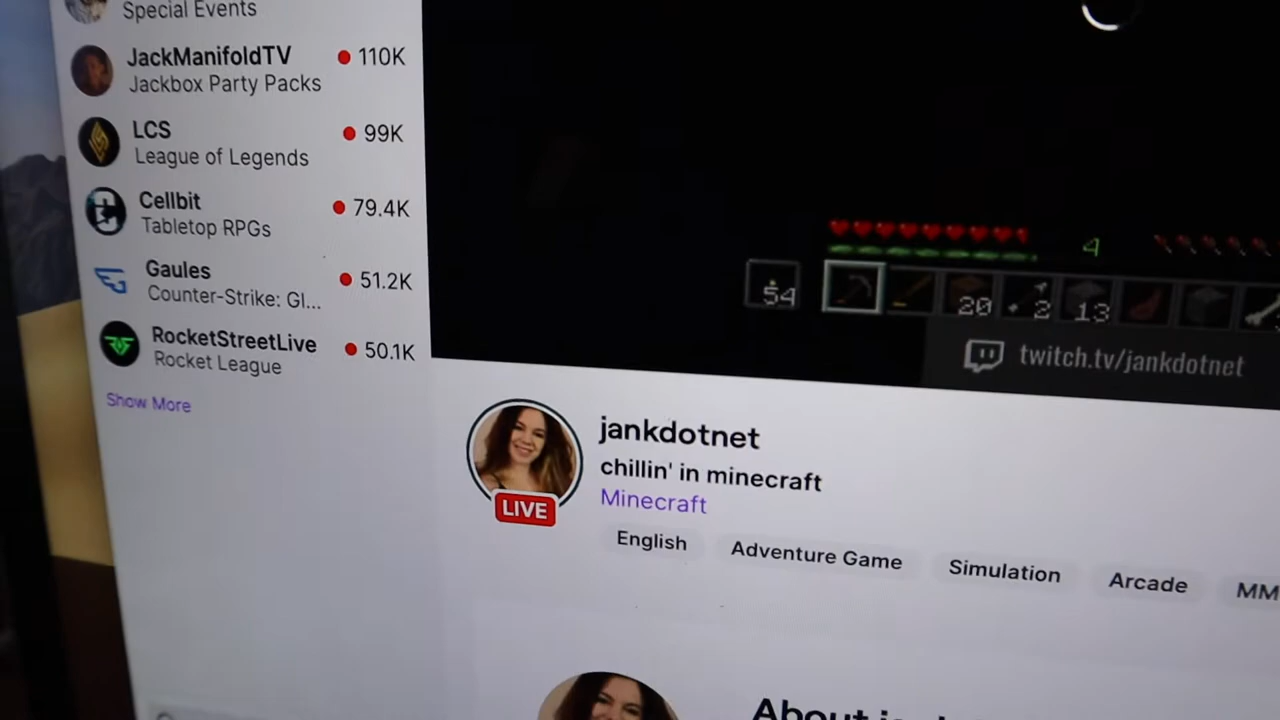 Special Events
JackManifoldTV
110K
Jackbox Party Packs
LCS
99K
League of Legends
Cellbit
79.4K
Tabletop RPGs
Gaules
51.2K
Counter-Strike: Gl...
RocketStreetLive
50.1K
Rocket League
Show More
4
54
20
2
13
twitch.tv/jankdotnet
jankdotnet
chillin' in minecraft
Minecraft
LIVE
English
Adventure Game
Simulation
Arcade
About